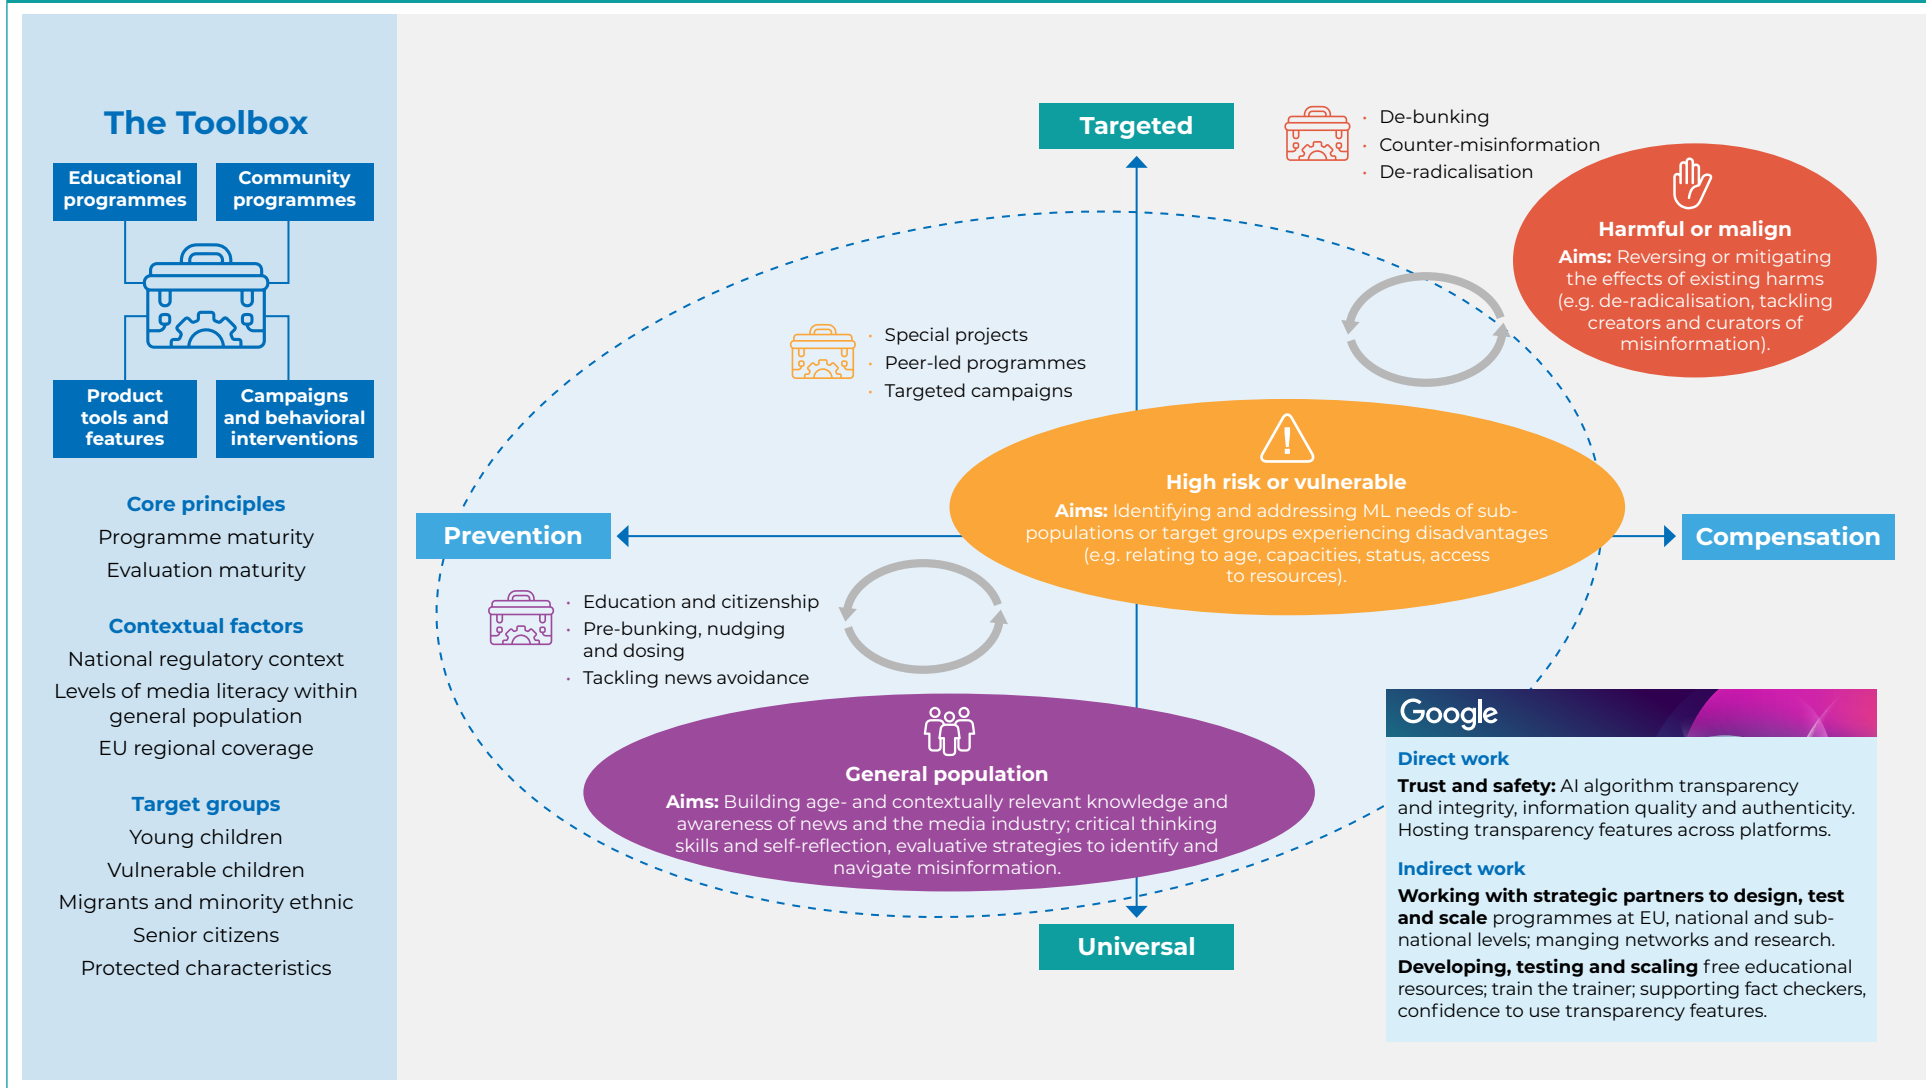 The Toolbox
Educational
programmes
Community
programmes
Product
tools and
features
Campaigns
and behavioral
interventions
Core principles
Programme maturity
Evaluation maturity
Contextual factors
National regulatory context
Levels of media literacy within
general population
EU regional coverage
Target groups
Young children
Vulnerable children
Migrants and minority ethnic
Senior citizens
Protected characteristics
Targeted
· De-bunking
· Counter-misinformation
· De-radicalisation
Harmful or malign
Aims: Reversing or mitigating
the effects of existing harms
(e.g. de-radicalisation, tackling
creators and curators of
misinformation).
· Special projects
· Peer-led programmes
· Targeted campaigns
!
High risk or vulnerable
Aims: Identifying and addressing ML needs of sub-
populations or target groups experiencing disadvantages
(e.g. relating to age, capacities, status, access
to resources).
Prevention
Compensation
· Education and citizenship
· Pre-bunking, nudging
and dosing
· Tackling news avoidance
General population
Aims: Building age- and contextually relevant knowledge and
awareness of news and the media industry; critical thinking
skills and self-reflection, evaluative strategies to identify and
navigate misinformation.
Universal
Google
Direct work
Trust and safety: AI algorithm transparency
and integrity, information quality and authenticity.
Hosting transparency features across platforms.
Indirect work
Working with strategic partners to design, test
and scale programmes at EU, national and sub-
national levels; manging networks and research.
Developing, testing and scaling free educational
resources; train the trainer; supporting fact checkers,
confidence to use transparency features.